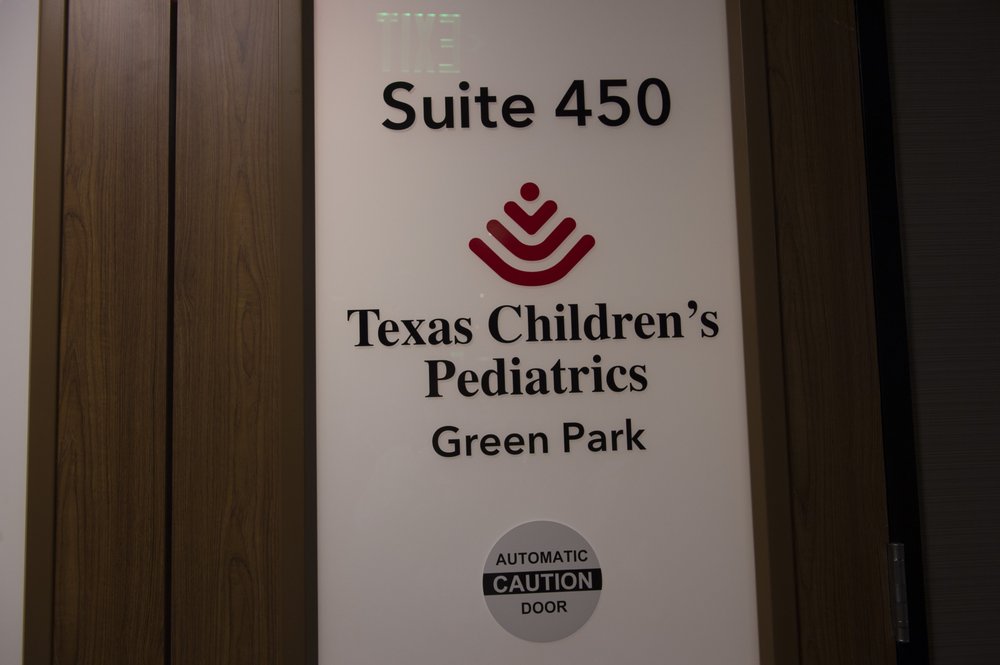 EXIT
Suite 450
Texas Children's
Pediatrics
Green Park
AUTOMATIC
CAUTION
DOOR